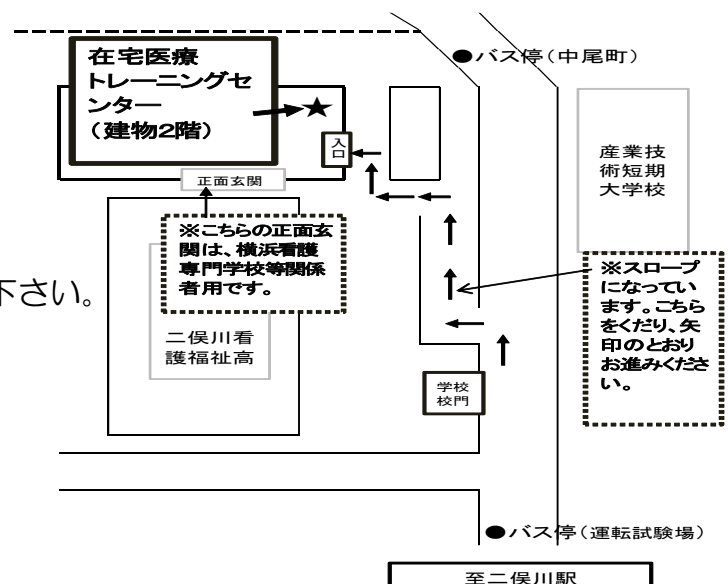 在宅医療
トレーニングセ
ンター
(建物2階)
★
●バス停(中尾町)
入口
産業技
術短期
大学校
正面玄関
※こちらの正面玄
関は、横浜看護
専門学校等関係
者用です。
下さい。
※スロープ
になってい
ます。こちら
をくだり、矢
印のとおり
お進みくださ
い。
二俣川看
護福祉高
学校
校門
●バス停(運転試験場)
至二俣川駅